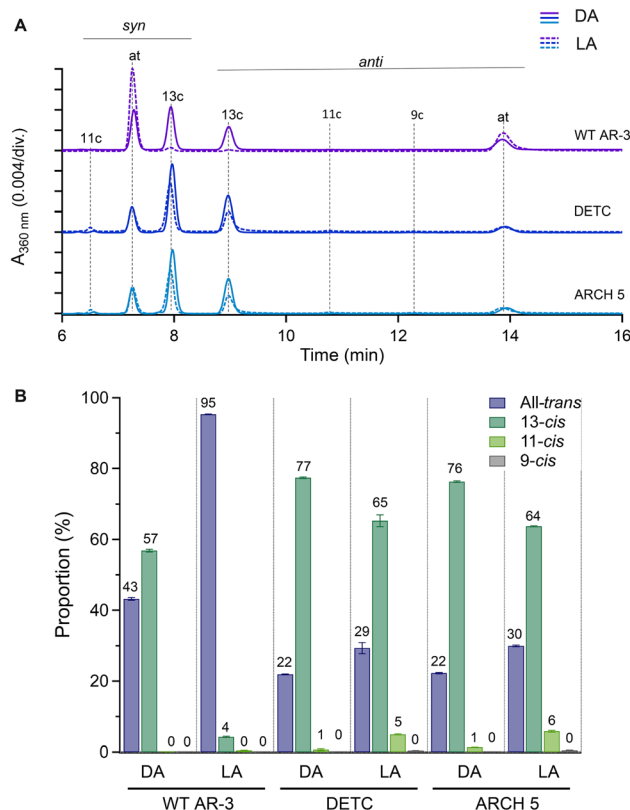 A
syn
anti
DA
LA
11c
at
13c
13c
11c
9c
at
WT AR-3
DETC
ARCH 5
A360 nm (0.004/div.)
6
8
10
12
14
16
Time (min)
B
All-trans
13-cis
11-cis
9-cis
Proportion (%)
100
80
60
40
20
0
43
57
0
0
95
4
0
0
22
77
1
0
29
65
5
0
22
76
1
0
30
64
6
0
DA
LA
DA
LA
DA
LA
WT AR-3
DETC
ARCH 5